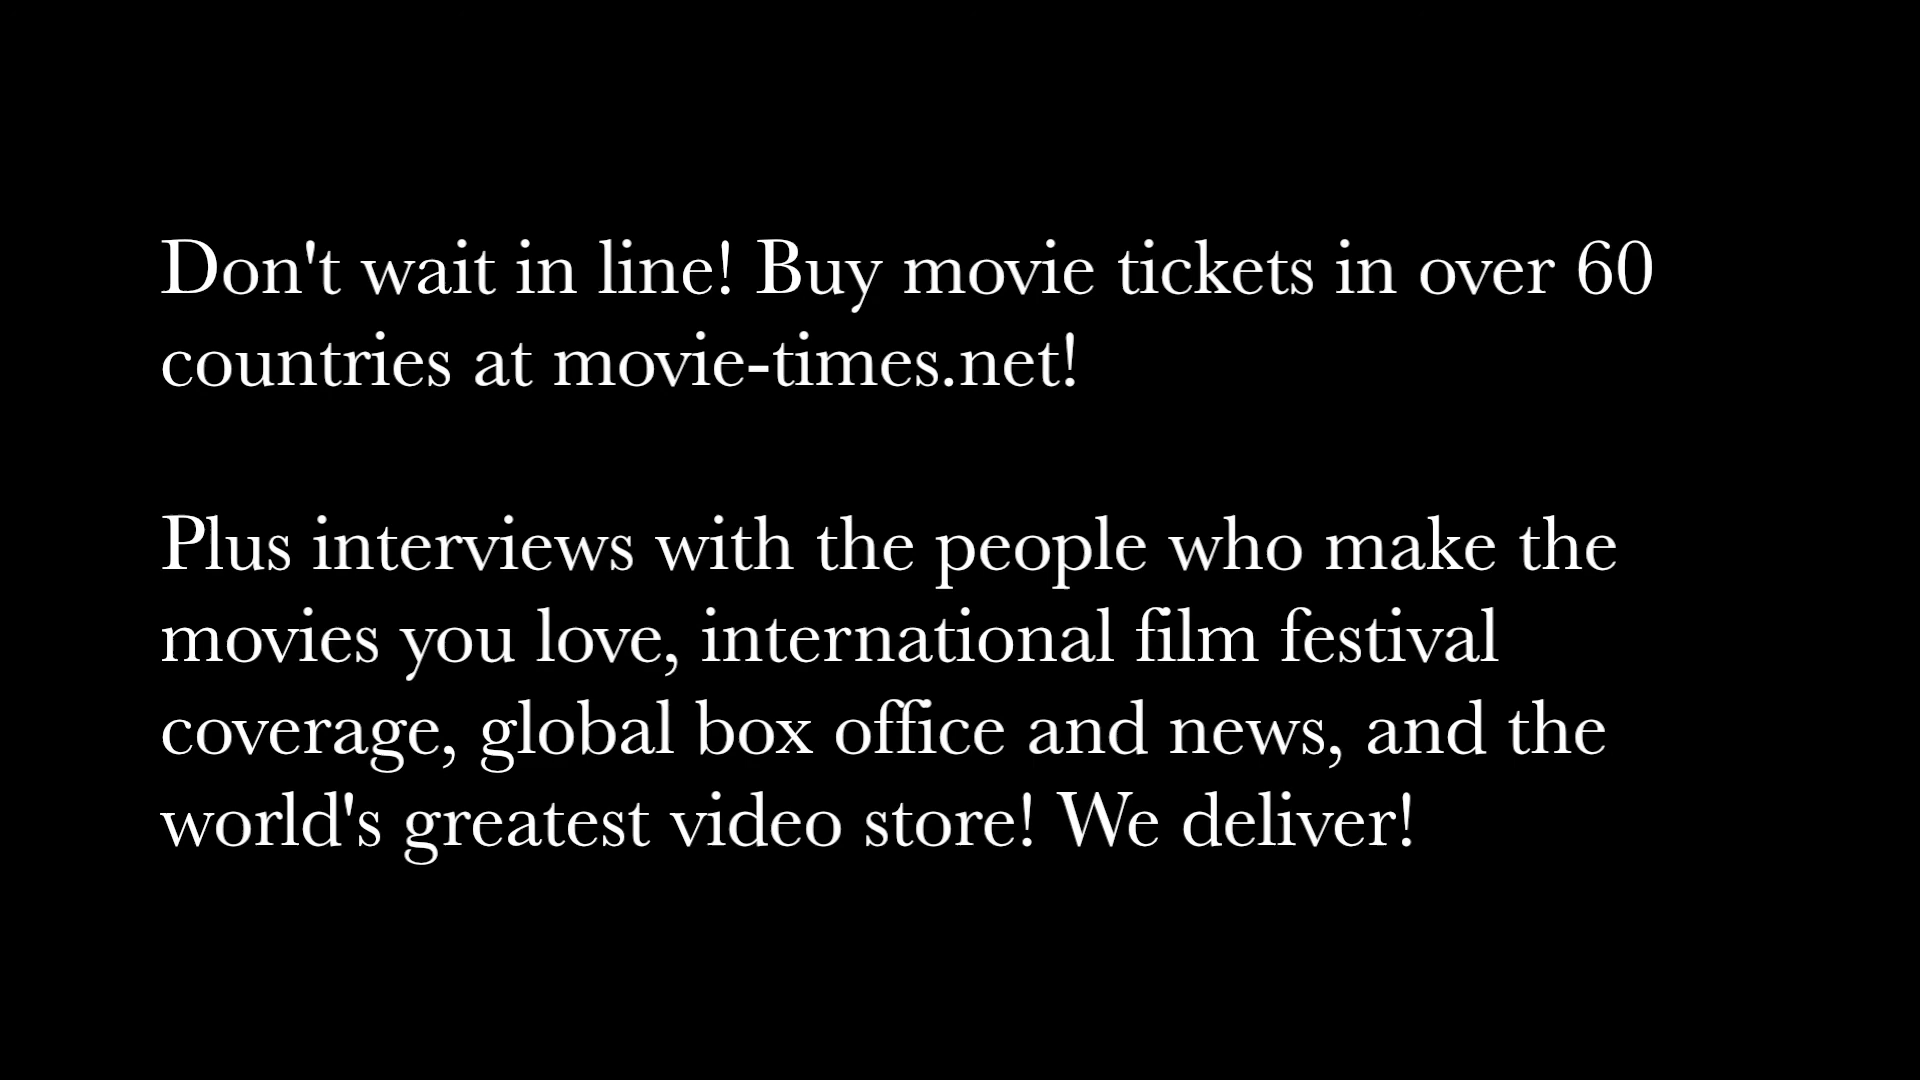 Don't wait in line! Buy movie tickets in over 60
countries at movie-times.net!
Plus interviews with the people who make the
movies you love, international film festival
coverage, global box office and news, and the
world's greatest video store! We deliver!